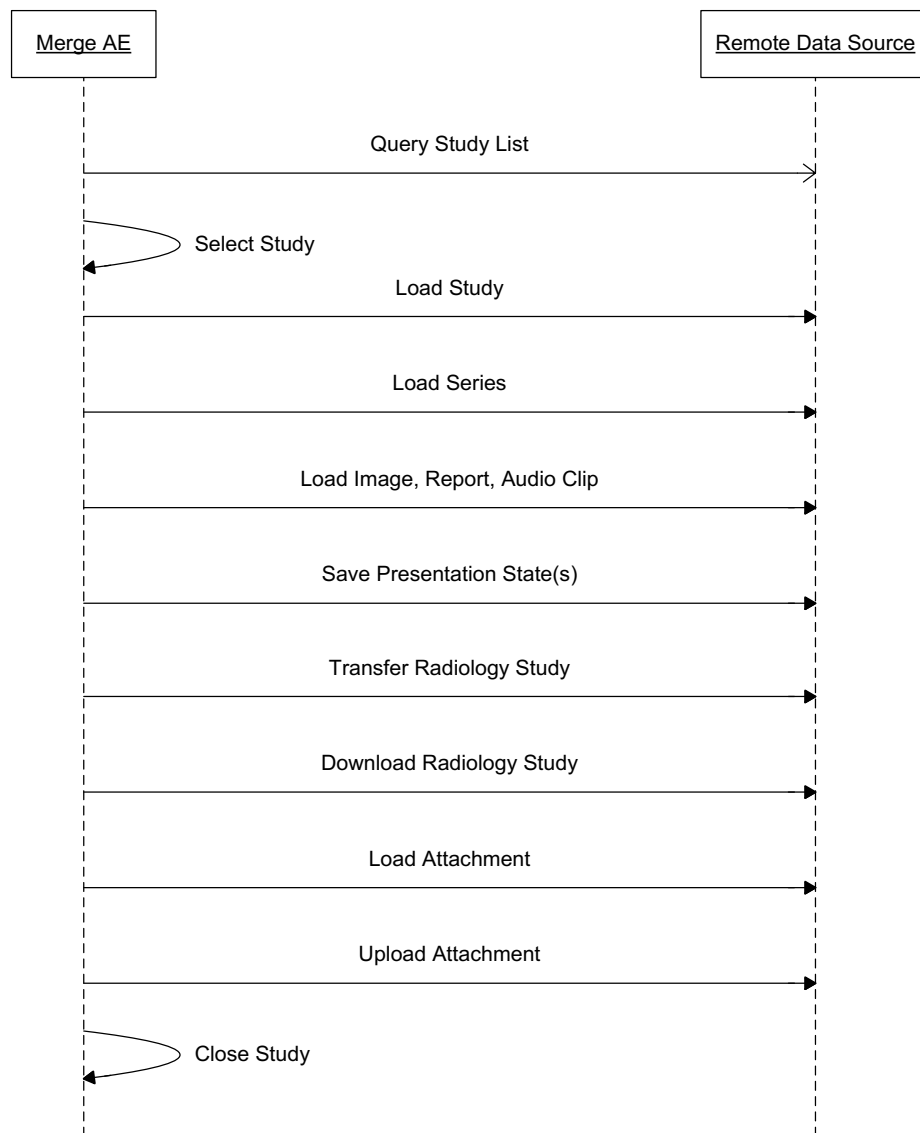 Merge AE
Remote Data Source
Query Study List
Select Study
Load Study
Load Series
Load Image, Report, Audio Clip
Save Presentation State(s)
Transfer Radiology Study
Download Radiology Study
Load Attachment
Upload Attachment
Close Study